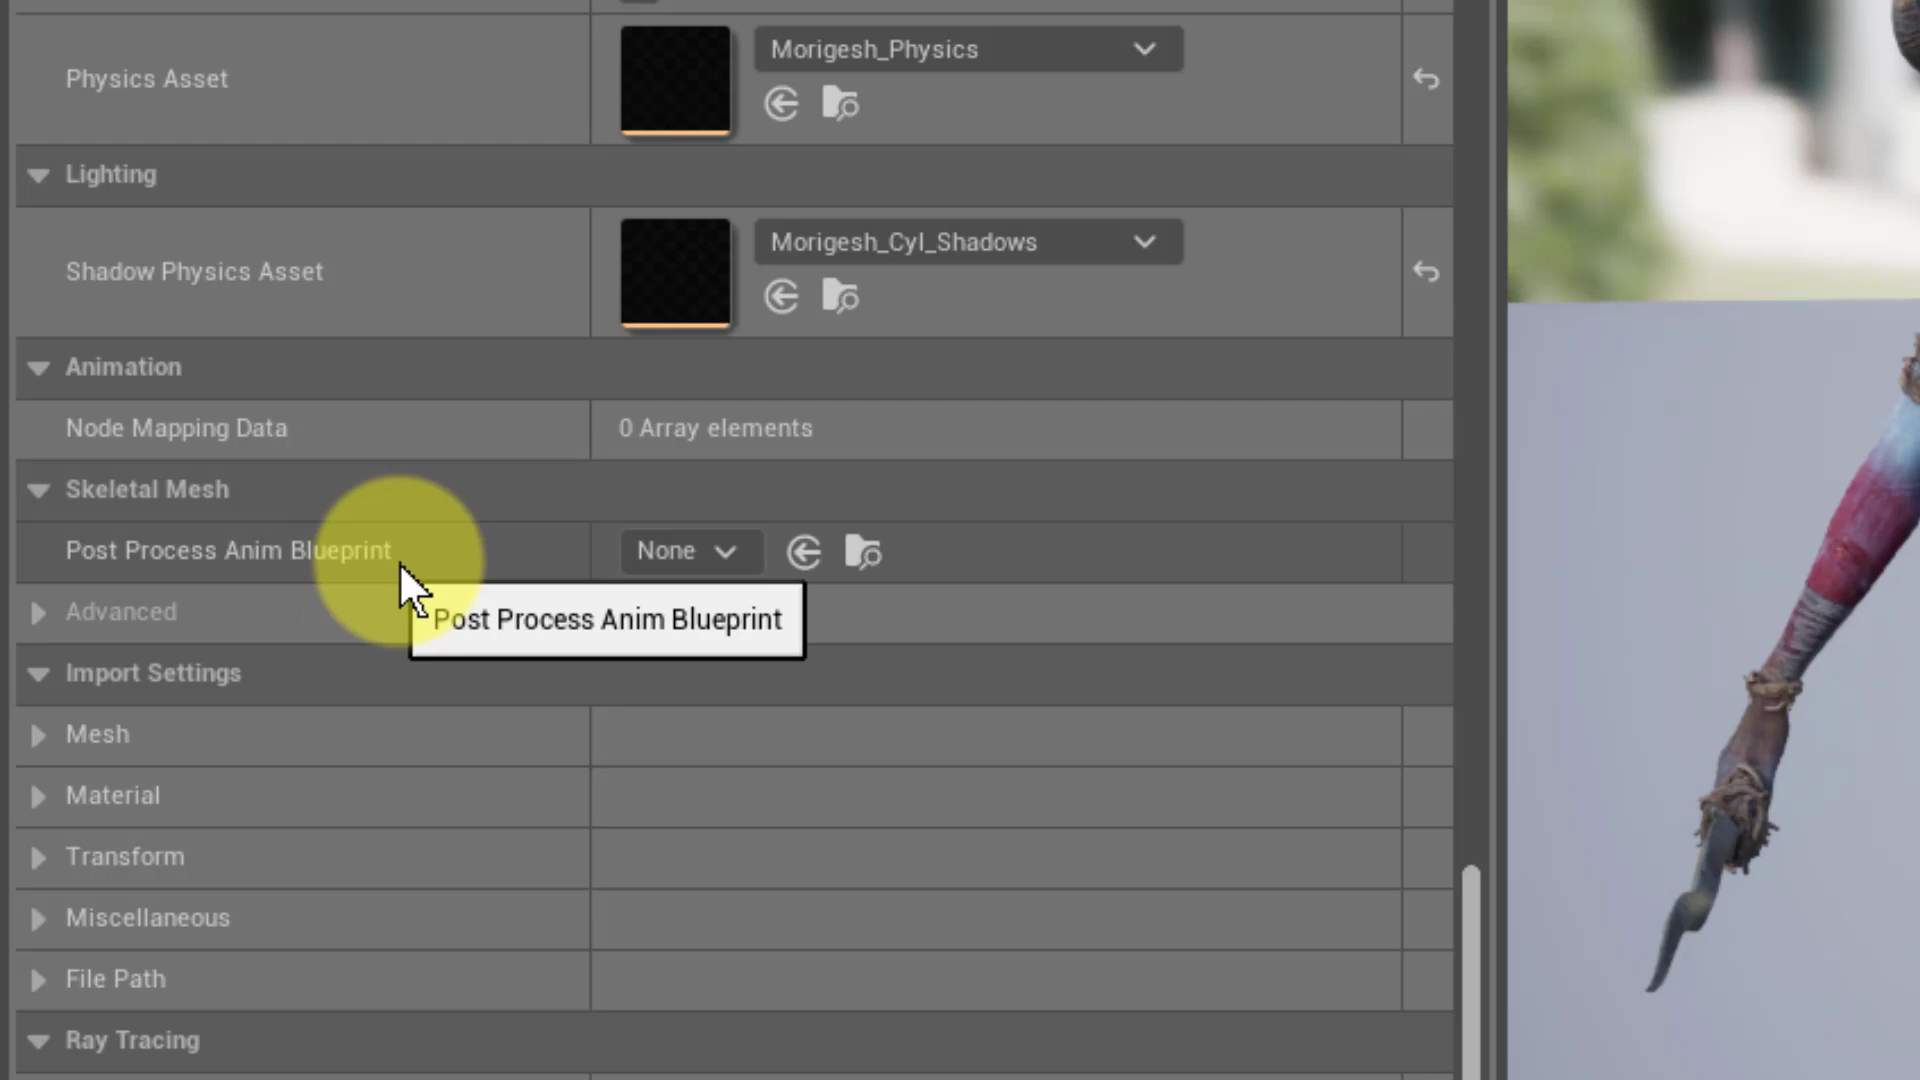 Physics Asset
Morigesh_Physics
Lighting
Shadow Physics Asset
Morigesh_Cyl_Shadows
Animation
Node Mapping Data
0 Array elements
Skeletal Mesh
Post Process Anim Blueprint
None
Advanced
Post Process Anim Blueprint
Import Settings
Mesh
Material
Transform
Miscellaneous
File Path
Ray Tracing